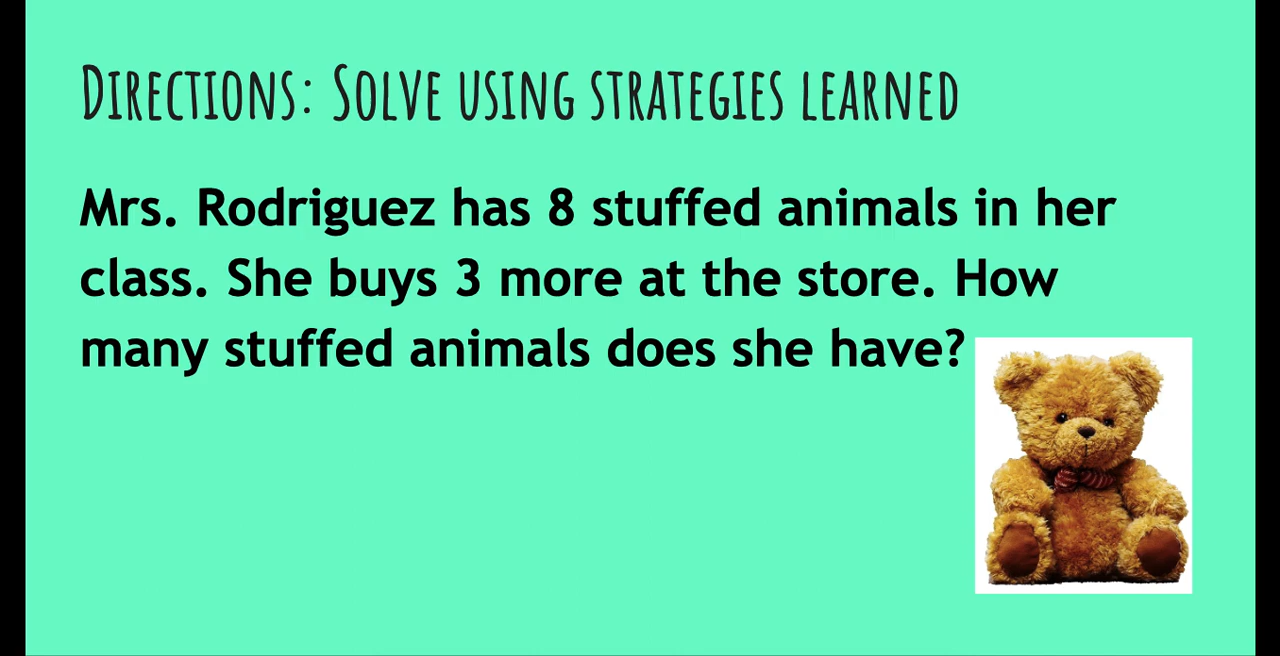 Directions: Solve using strategies learned
Mrs. Rodriguez has 8 stuffed animals in her
class. She buys 3 more at the store. How
many stuffed animals does she have?